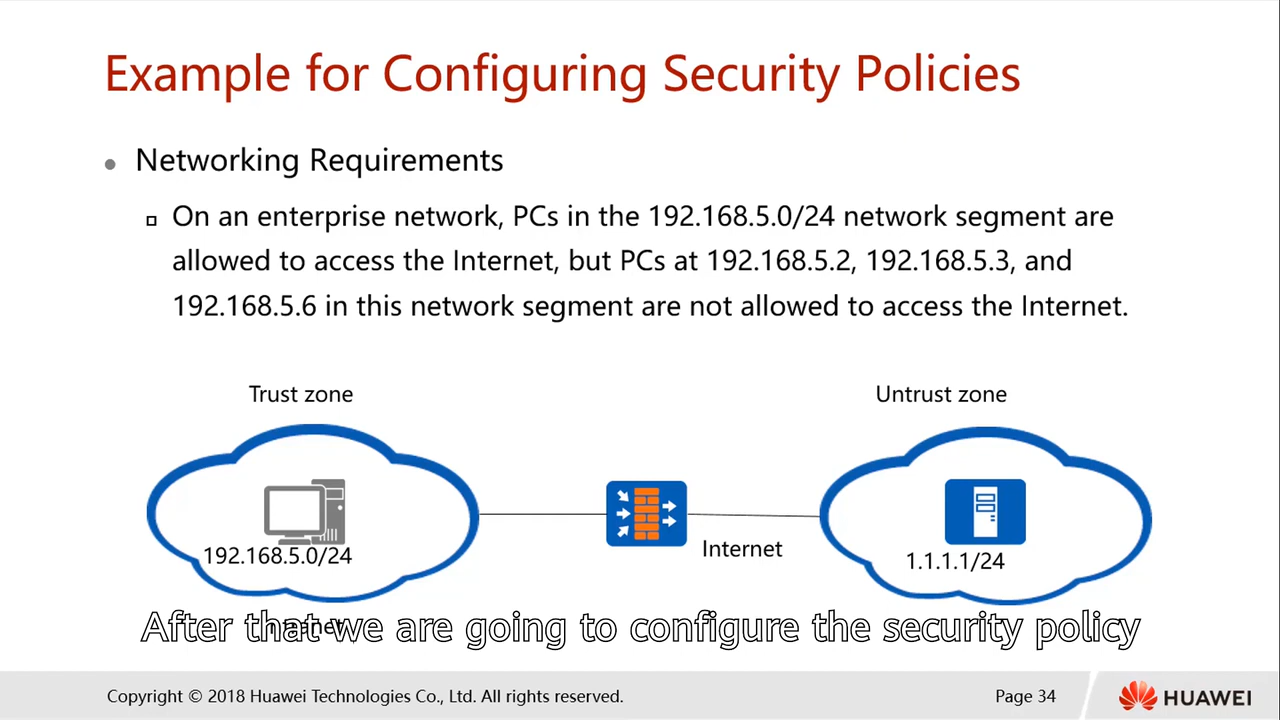 Example for Configuring Security Policies
Networking Requirements
On an enterprise network, PCs in the 192.168.5.0/24 network segment are
allowed to access the Internet, but PCs at 192.168.5.2, 192.168.5.3, and
192.168.5.6 in this network segment are not allowed to access the Internet.
Trust zone
Untrust zone
192.168.5.0/24
Internet
1.1.1.1/24
After that we are going to configure the security policy
Copyright © 2018 Huawei Technologies Co., Ltd. All rights reserved.
Page 34
HUAWEI